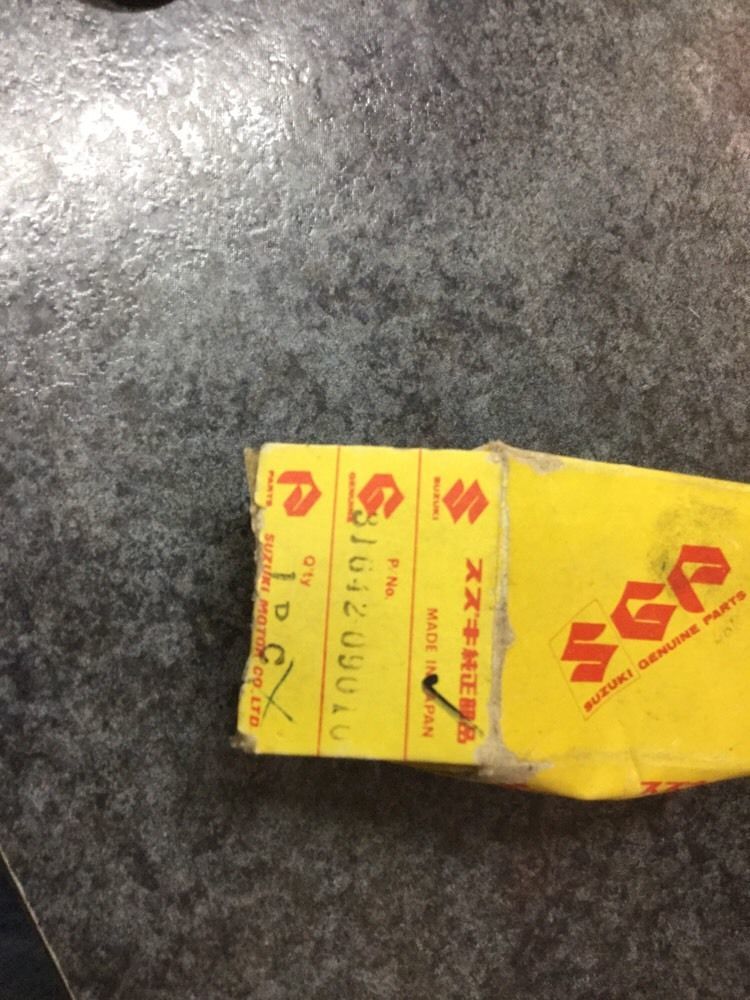 スズキ純正部品
SUZUKI
MADE IN JAPAN
GENUINE
P/No.
3164209010
PARTS
Q'ty
1 PC
SUZUKI MOTOR CO. LTD
SUZUKI GENUINE PARTS